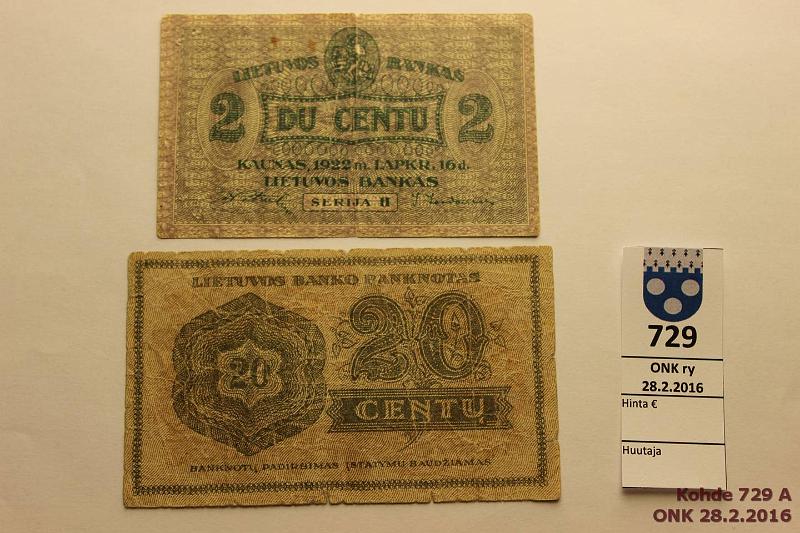 LIETUVOS BANKAS
2 DU CENTU 2
KAUNAS, 1922 m. LAPKR. 16 d.
LIETUVOS BANKAS
SERIJA H
LIETUVOS BANKO BANKNOTAS
20 20
CENTŲ
BANKNOTŲ PADIRBIMAS ĮSTATYMU BAUDŽIAMAS
729
ONK ry
28.2.2016
Hinta €
Huutaja
Kohde 729 A
ONK 28.2.2016